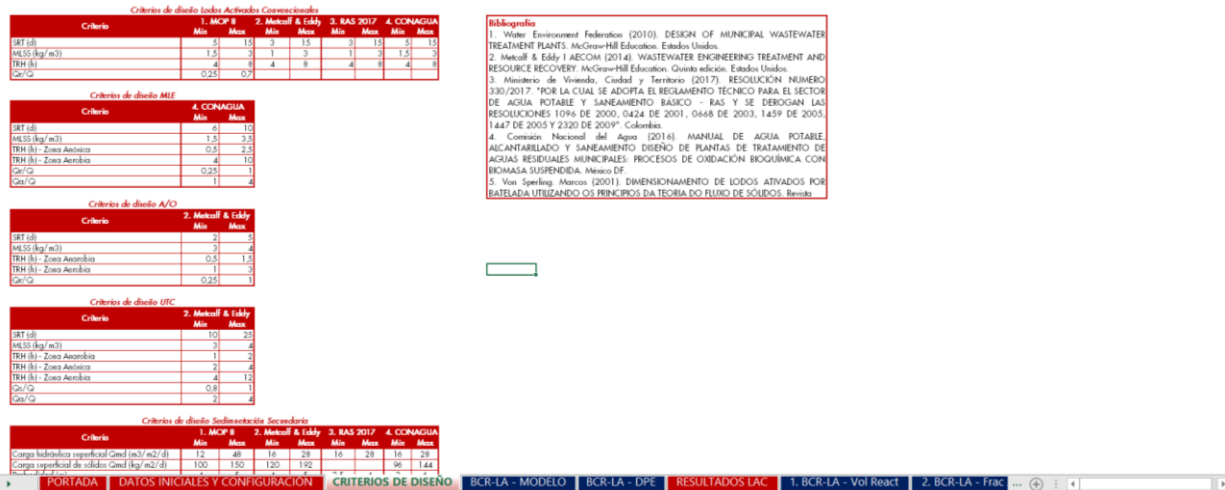 Criterios de diseño Lodos Activados Convencionales
Criterio 1. MOP 8 2. Metcalf & Eddy 3. RAS 2017 4. CONAGUA
Min Max Min Max Min Max Min Max
SRT (d) 5 15 3 15 3 15 5 15
MLSS (kg/m3) 1,5 3 1 3 1 3 1,5 3
TRH (h) 4 8 4 8 4 8 4 8
Qr/Q 0,25 0,7
Criterios de diseño MLE
Criterio 4. CONAGUA
Min Max
SRT (d) 6 10
MLSS (kg/m3) 1,5 3,5
TRH (h) - Zona Anóxica 0,5 2,5
TRH (h) - Zona Aerobia 4 10
Qr/Q 0,25 1
Qa/Q 1 4
Criterios de diseño A/O
Criterio 2. Metcalf & Eddy
Min Max
SRT (d) 2 5
MLSS (kg/m3) 3 4
TRH (h) - Zona Anarobia 0,5 1,5
TRH (h) - Zona Aerobia 1 3
Qr/Q 0,25 1
Criterios de diseño UTC
Criterio 2. Metcalf & Eddy
Min Max
SRT (d) 10 25
MLSS (kg/m3) 3 4
TRH (h) - Zona Anarobia 1 2
TRH (h) - Zona Anóxica 2 4
TRH (h) - Zona Aerobia 4 12
Qr/Q 0,8 1
Qa/Q 2 4
Criterios de diseño Sedimentación Secundaria
Criterio 1. MOP 8 2. Metcalf & Eddy 3. RAS 2017 4. CONAGUA
Min Max Min Max Min Max Min Max
Carga hidráulica superficial Qmd (m3/m2/d) 12 48 16 28 16 28 16 28
Carga superficial de sólidos Qmd (kg/m2/d) 100 150 120 192 96 144
Bibliografía
1. Water Environment Federation (2010). DESIGN OF MUNICIPAL WASTEWATER
TREATMENT PLANTS. McGraw-Hill Education. Estados Unidos.
2. Metcalf & Eddy I AECOM (2014). WASTEWATER ENGINEERING TREATMENT AND
RESOURCE RECOVERY. McGraw-Hill Education. Quinta edición. Estados Unidos.
3. Ministerio de Vivienda, Ciudad y Territorio (2017). RESOLUCIÓN NUMERO
330/2017. "POR LA CUAL SE ADOPTA EL REGLAMENTO TÉCNICO PARA EL SECTOR
DE AGUA POTABLE Y SANEAMIENTO BÁSICO - RAS Y SE DEROGAN LAS
RESOLUCIONES 1096 DE 2000, 0424 DE 2001, 0668 DE 2003, 1459 DE 2005,
1447 DE 2005 Y 2320 DE 2009". Colombia.
4. Comisión Nacional del Agua (2016). MANUAL DE AGUA POTABLE,
ALCANTARILLADO Y SANEAMIENTO DISEÑO DE PLANTAS DE TRATAMIENTO DE
AGUAS RESIDUALES MUNICIPALES: PROCESOS DE OXIDACIÓN BIOQUÍMICA CON
BIOMASA SUSPENDIDA. México DF.
5. Von Sperling. Marcos (2001). DIMENSIONAMENTO DE LODOS ATIVADOS POR
BATELADA UTILIZANDO OS PRINCIPIOS DA TEORIA DO FLUXO DE SÓLIDOS. Revista
PORTADA DATOS INICIALES Y CONFIGURACIÓN CRITERIOS DE DISEÑO BCR-LA - MODELO BCR-LA - DPE RESULTADOS LAC 1. BCR-LA - Vol React 2. BCR-LA - Frac ...